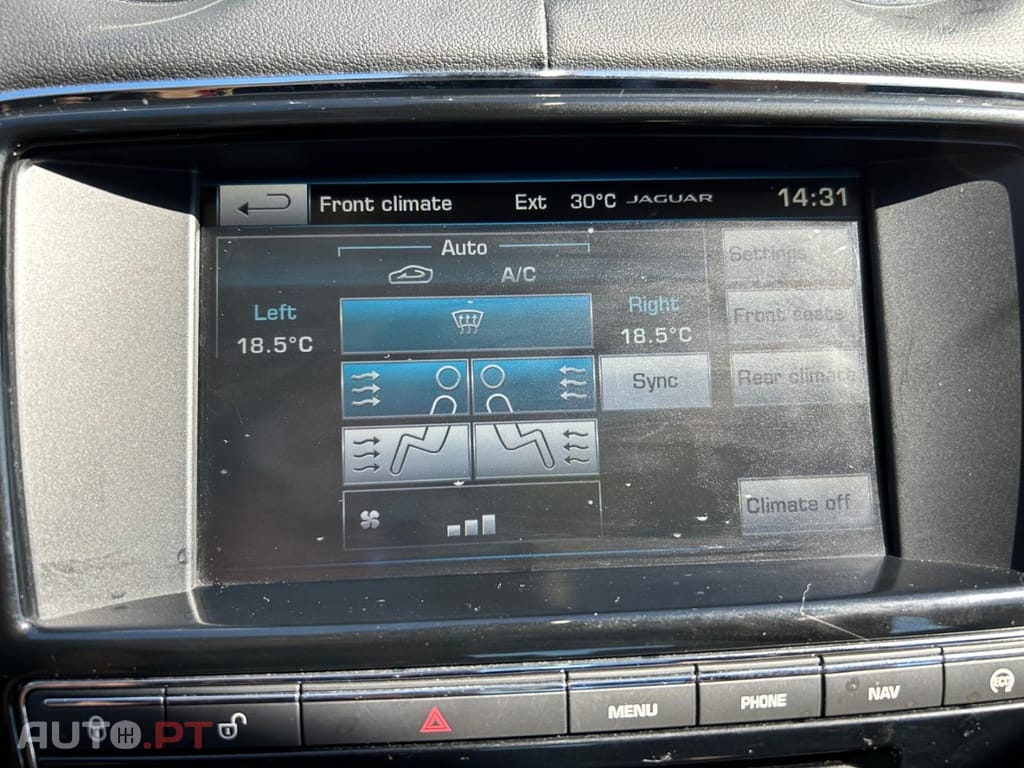 Front climate Ext 30°C JAGUAR 14:31
Auto
A/C
Settings
Left
18.5°C
Right
18.5°C
Front seats
Sync
Rear climate
Climate off
MENU
PHONE
NAV
ECO
AUTO.PT